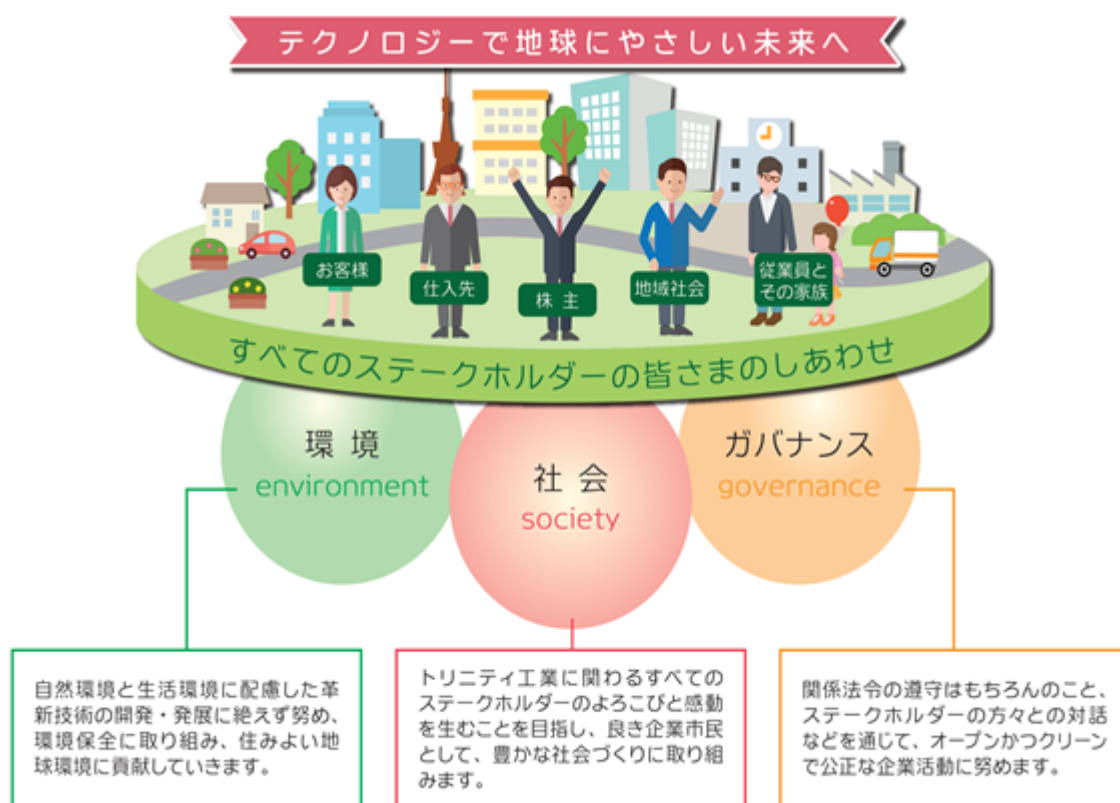 テクノロジーで地球にやさしい未来へ
お客様
仕入先
株主
地域社会
従業員と
その家族
すべてのステークホルダーの皆さまのしあわせ
環境
environment
社会
society
ガバナンス
governance
自然環境と生活環境に配慮した革
新技術の開発・発展に絶えず努め、
環境保全に取り組み、住みよい地
球環境に貢献していきます。
トリニティ工業に関わるすべての
ステークホルダーのよろこびと感動
を生むことを目指し、良き企業市民
として、豊かな社会づくりに取り組
みます。
関係法令の遵守はもちろんのこと、
ステークホルダーの方々との対話
などを通じて、オープンかつクリーン
で公正な企業活動に努めます。